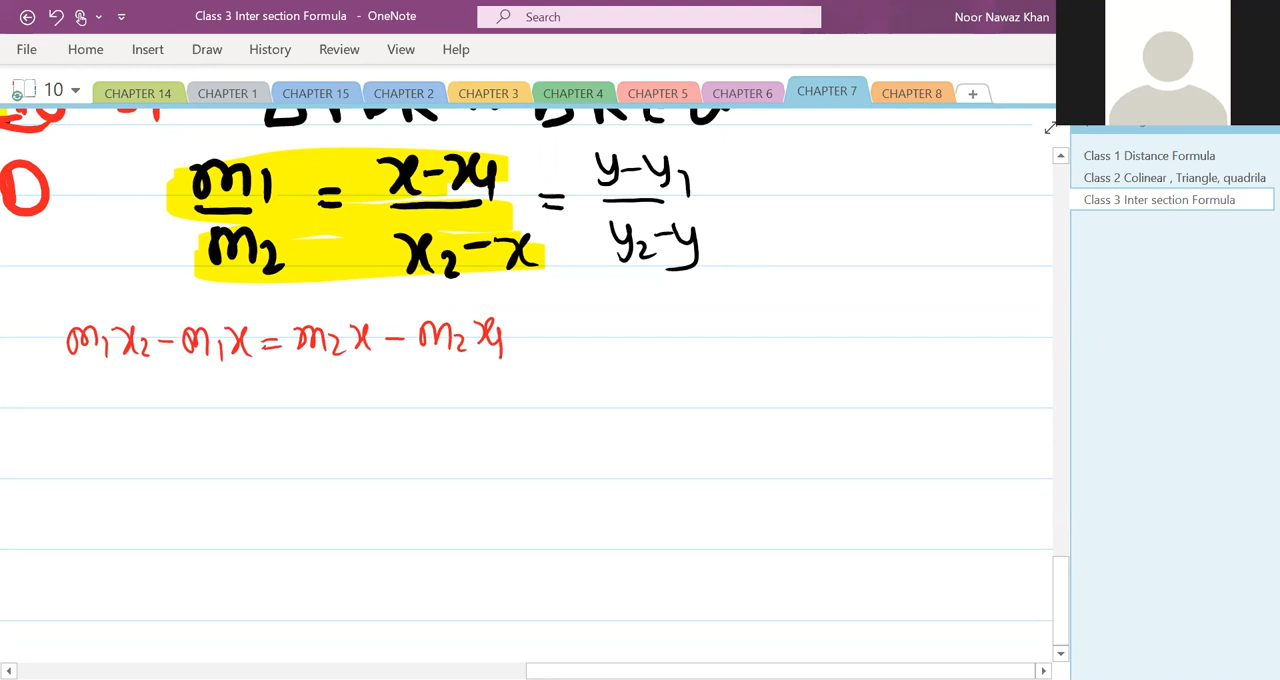 Class 3 Inter section Formula - OneNote
Search
Noor Nawaz Khan
File Home Insert Draw History Review View Help
10 CHAPTER 14 CHAPTER 1 CHAPTER 15 CHAPTER 2 CHAPTER 3 CHAPTER 4 CHAPTER 5 CHAPTER 6 CHAPTER 7 CHAPTER 8 +
m₁/m₂ = x-x₁/x₂-x = y-y₁/y₂-y
m₁x₂ - m₁x = m₂x - m₂x₁
Class 1 Distance Formula
Class 2 Colinear , Triangle, quadrila
Class 3 Inter section Formula